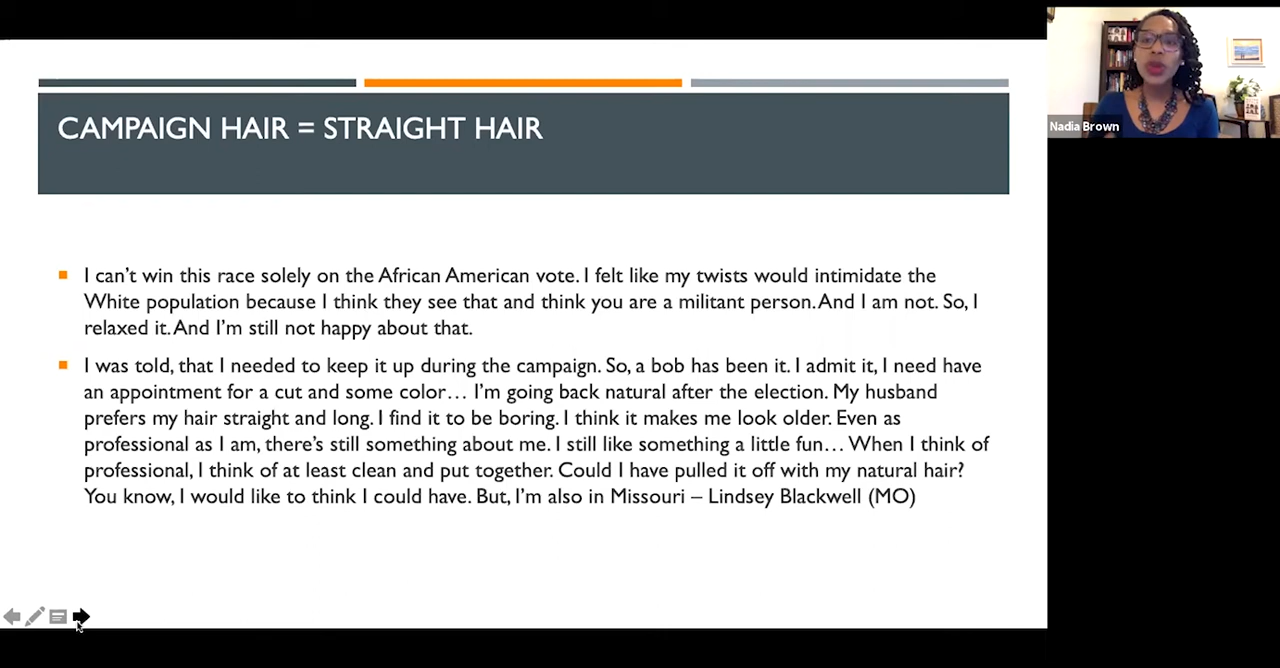 CAMPAIGN HAIR = STRAIGHT HAIR
Nadia Brown
I can't win this race solely on the African American vote. I felt like my twists would intimidate the
White population because I think they see that and think you are a militant person. And I am not. So, I
relaxed it. And I'm still not happy about that.
I was told, that I needed to keep it up during the campaign. So, a bob has been it. I admit it, I need have
an appointment for a cut and some color… I'm going back natural after the election. My husband
prefers my hair straight and long. I find it to be boring. I think it makes me look older. Even as
professional as I am, there's still something about me. I still like something a little fun… When I think of
professional, I think of at least clean and put together. Could I have pulled it off with my natural hair?
You know, I would like to think I could have. But, I'm also in Missouri – Lindsey Blackwell (MO)